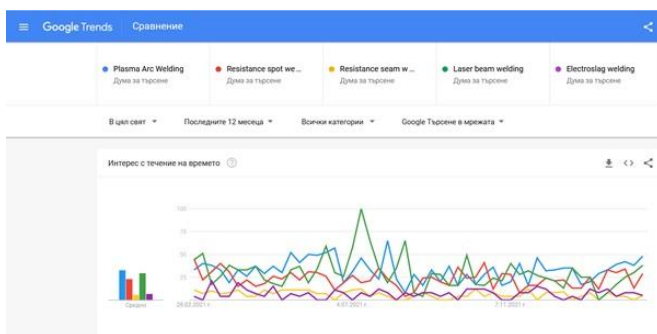 Google Trends Сравнение
Plasma Arc Welding
Дума за търсене
Resistance spot we...
Дума за търсене
Resistance seam w...
Дума за търсене
Laser beam welding
Дума за търсене
Electroslag welding
Дума за търсене
В цял свят
Последните 12 месеца
Всички категории
Google Търсене в мрежата
Интерес с течение на времето
100
75
50
25
Средно
28.02.2021 г.
4.07.2021 г.
7.11.2021 г.